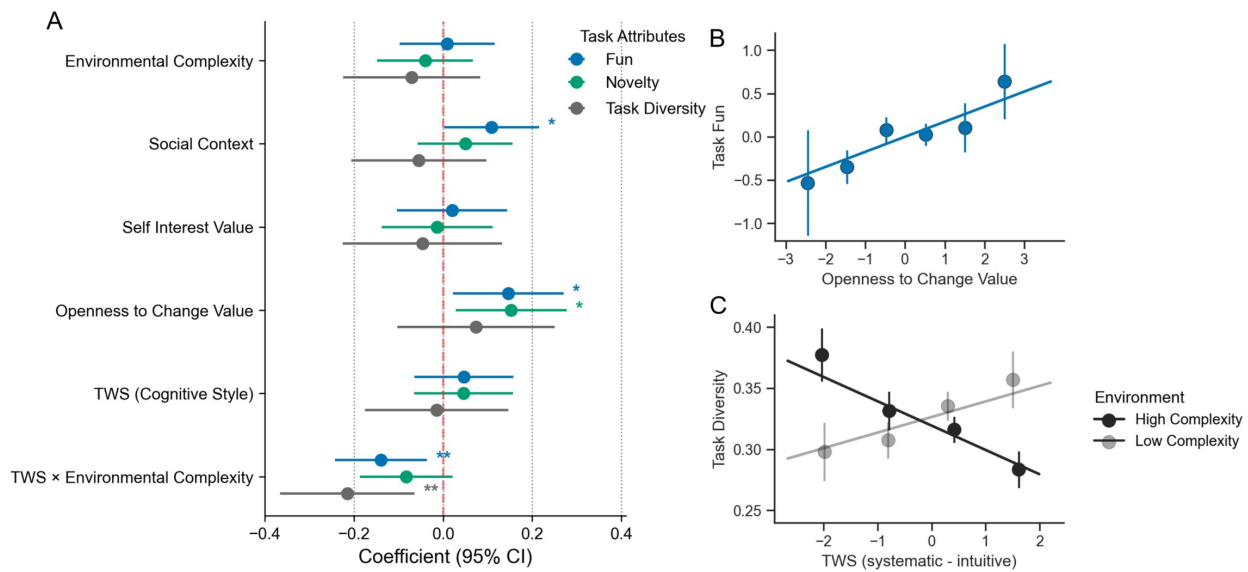 A
Task Attributes
Fun
Novelty
Task Diversity
Environmental Complexity
Social Context
*
Self Interest Value
Openness to Change Value
*
*
TWS (Cognitive Style)
TWS × Environmental Complexity
**
**
−0.4 −0.2 0.0 0.2 0.4
Coefficient (95% CI)
B
Task Fun
1.0
0.5
0.0
−0.5
−1.0
−3 −2 −1 0 1 2 3
Openness to Change Value
C
Task Diversity
0.40
0.35
0.30
0.25
−2 −1 0 1 2
TWS (systematic - intuitive)
Environment
High Complexity
Low Complexity